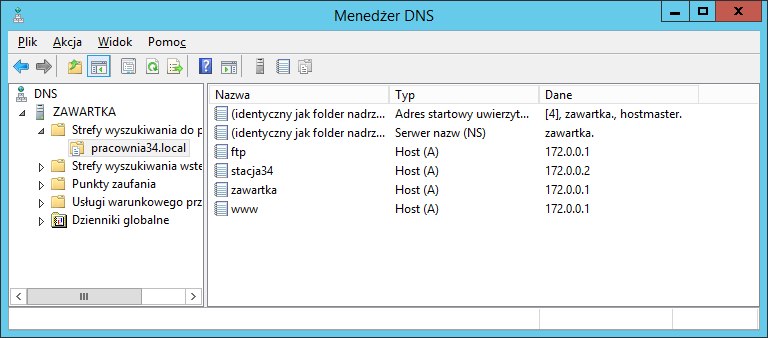 Menedżer DNS
Plik Akcja Widok Pomoc
DNS
ZAWARTKA
Strefy wyszukiwania do p
pracownia34.local
Strefy wyszukiwania wste
Punkty zaufania
Usługi warunkowego prz
Dzienniki globalne
Nazwa Typ Dane
(identyczny jak folder nadrz... Adres startowy uwierzyt... [4], zawartka., hostmaster.
(identyczny jak folder nadrz... Serwer nazw (NS) zawartka.
ftp Host (A) 172.0.0.1
stacja34 Host (A) 172.0.0.2
zawartka Host (A) 172.0.0.1
www Host (A) 172.0.0.1